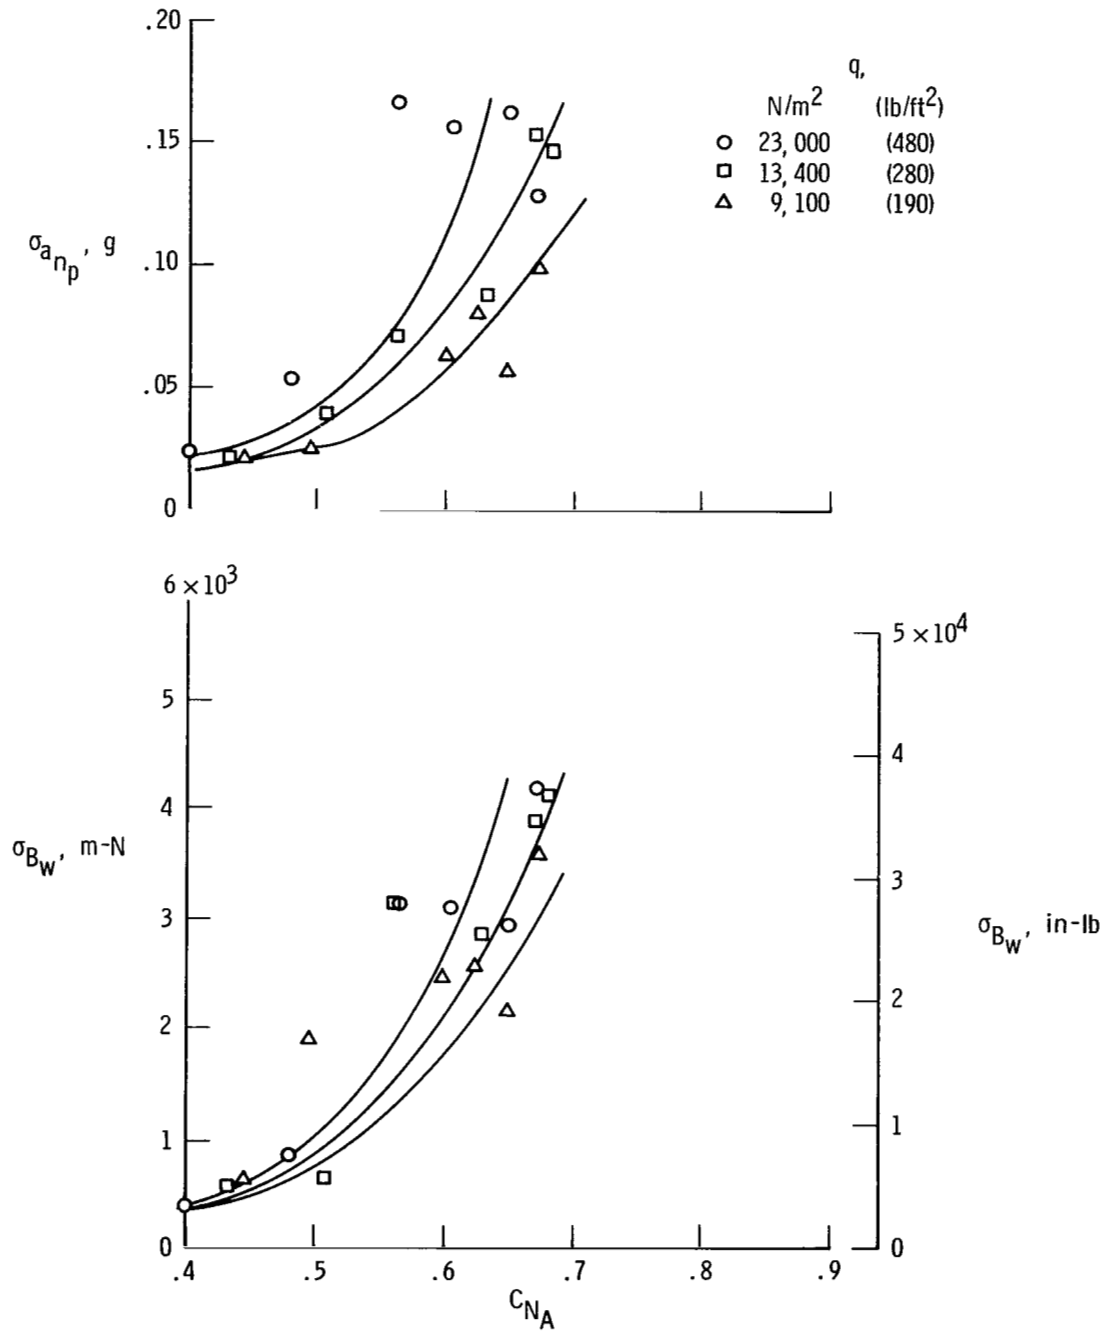 .20
.15
.10
.05
0
σanp, g
q,
N/m2 (lb/ft2)
23,000 (480)
13,400 (280)
9,100 (190)
6 × 103
5
4
3
2
1
0
σBw, m-N
5 × 104
4
3
2
1
0
σBw, in-lb
.4 .5 .6 .7 .8 .9
CNA